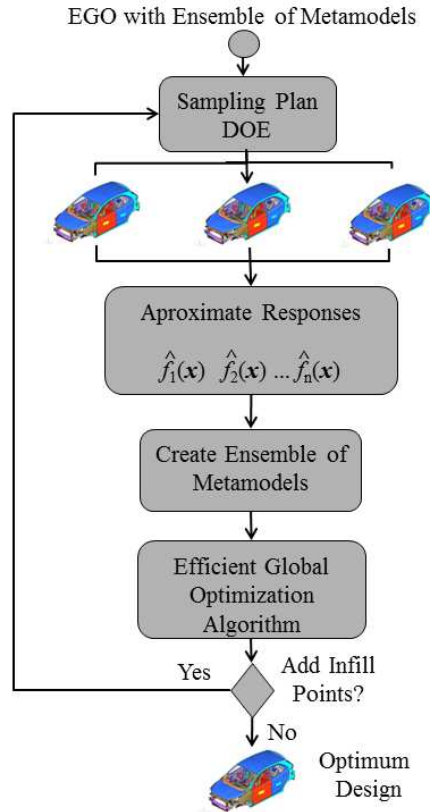 EGO with Ensemble of Metamodels
Sampling Plan
DOE
Aproximate Responses
f̂₁(x) f̂₂(x) ... f̂ₙ(x)
Create Ensemble of
Metamodels
Efficient Global
Optimization
Algorithm
Yes
Add Infill
Points?
No
Optimum
Design